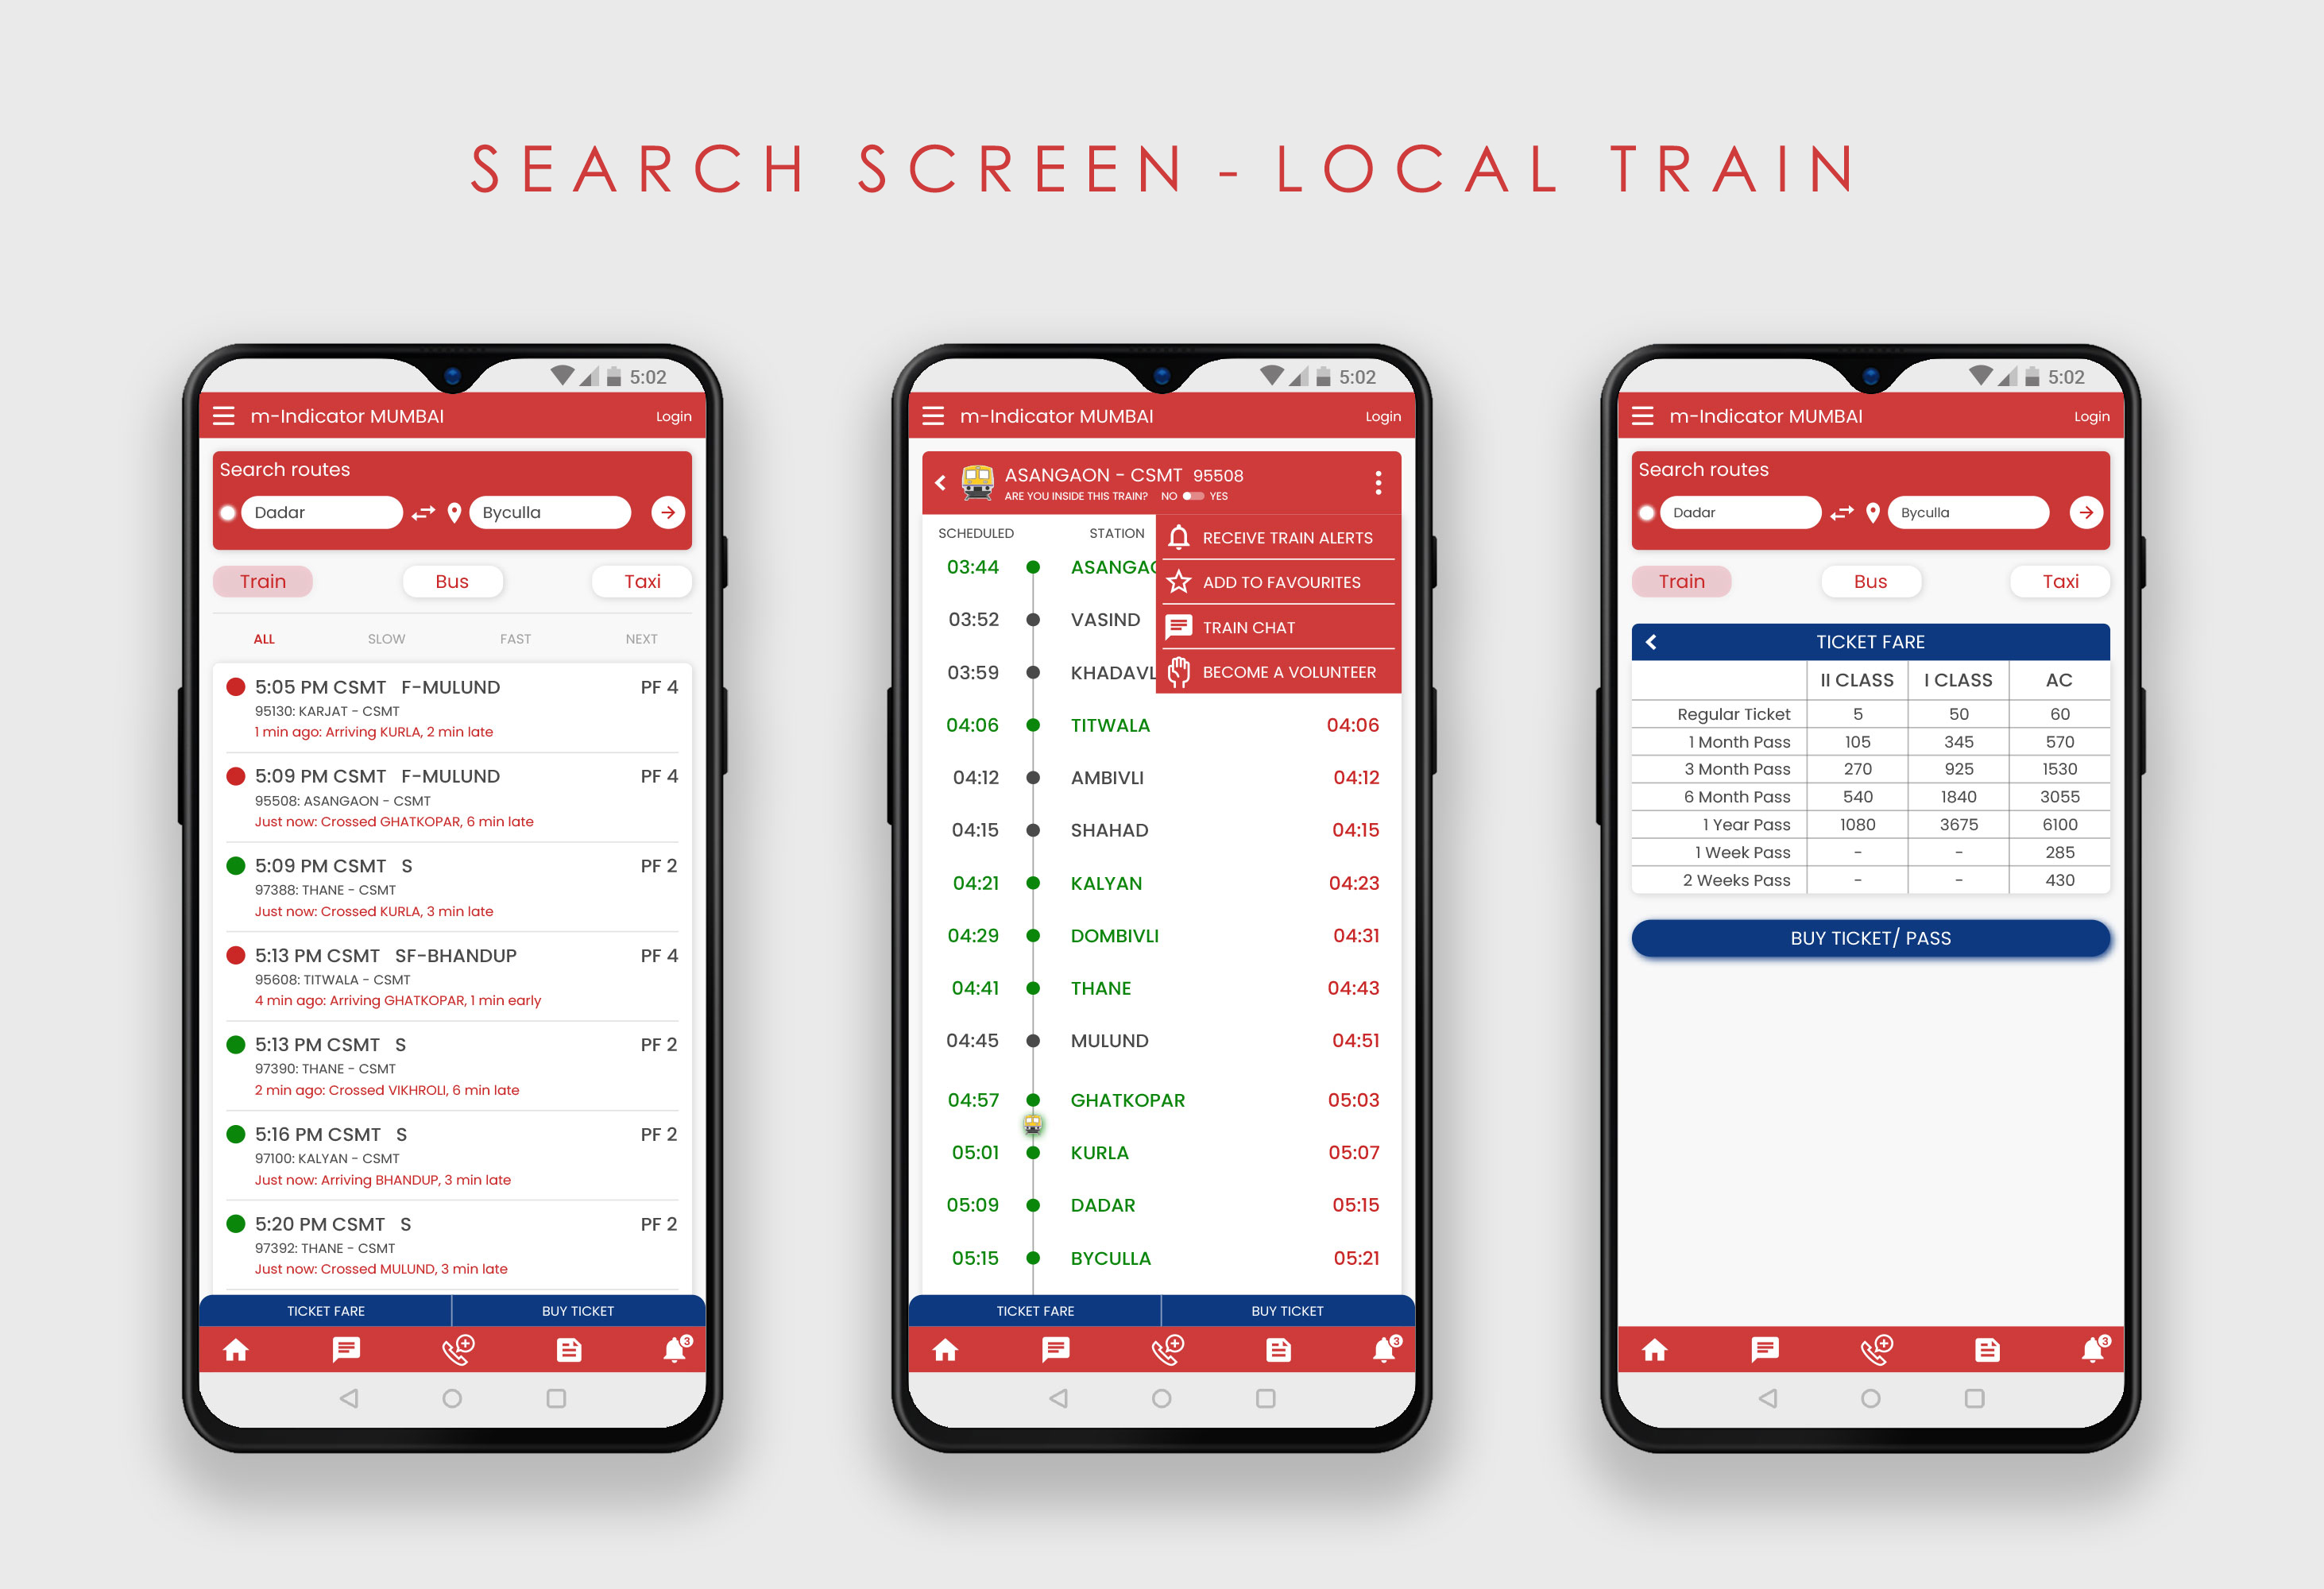 SEARCH SCREEN - LOCAL TRAIN
5:02
m-Indicator MUMBAI Login
Search routes
Dadar Byculla
Train Bus Taxi
ALL SLOW FAST NEXT
5:05 PM CSMT F-MULUND PF 4
95130: KARJAT - CSMT
1 min ago: Arriving KURLA, 2 min late
5:09 PM CSMT F-MULUND PF 4
95508: ASANGAON - CSMT
Just now: Crossed GHATKOPAR, 6 min late
5:09 PM CSMT S PF 2
97388: THANE - CSMT
Just now: Crossed KURLA, 3 min late
5:13 PM CSMT SF-BHANDUP PF 4
95608: TITWALA - CSMT
4 min ago: Arriving GHATKOPAR, 1 min early
5:13 PM CSMT S PF 2
97390: THANE - CSMT
2 min ago: Crossed VIKHROLI, 6 min late
5:16 PM CSMT S PF 2
97100: KALYAN - CSMT
Just now: Arriving BHANDUP, 3 min late
5:20 PM CSMT S PF 2
97392: THANE - CSMT
Just now: Crossed MULUND, 3 min late
TICKET FARE BUY TICKET
3
5:02
m-Indicator MUMBAI Login
ASANGAON - CSMT 95508
ARE YOU INSIDE THIS TRAIN? NO YES
SCHEDULED STATION
RECEIVE TRAIN ALERTS
ADD TO FAVOURITES
TRAIN CHAT
BECOME A VOLUNTEER
03:44 ASANGAO
03:52 VASIND
03:59 KHADAVL
04:06 TITWALA 04:06
04:12 AMBIVLI 04:12
04:15 SHAHAD 04:15
04:21 KALYAN 04:23
04:29 DOMBIVLI 04:31
04:41 THANE 04:43
04:45 MULUND 04:51
04:57 GHATKOPAR 05:03
05:01 KURLA 05:07
05:09 DADAR 05:15
05:15 BYCULLA 05:21
TICKET FARE BUY TICKET
3
5:02
m-Indicator MUMBAI Login
Search routes
Dadar Byculla
Train Bus Taxi
TICKET FARE
II CLASS I CLASS AC
Regular Ticket 5 50 60
1 Month Pass 105 345 570
3 Month Pass 270 925 1530
6 Month Pass 540 1840 3055
1 Year Pass 1080 3675 6100
1 Week Pass - - 285
2 Weeks Pass - - 430
BUY TICKET/ PASS
3